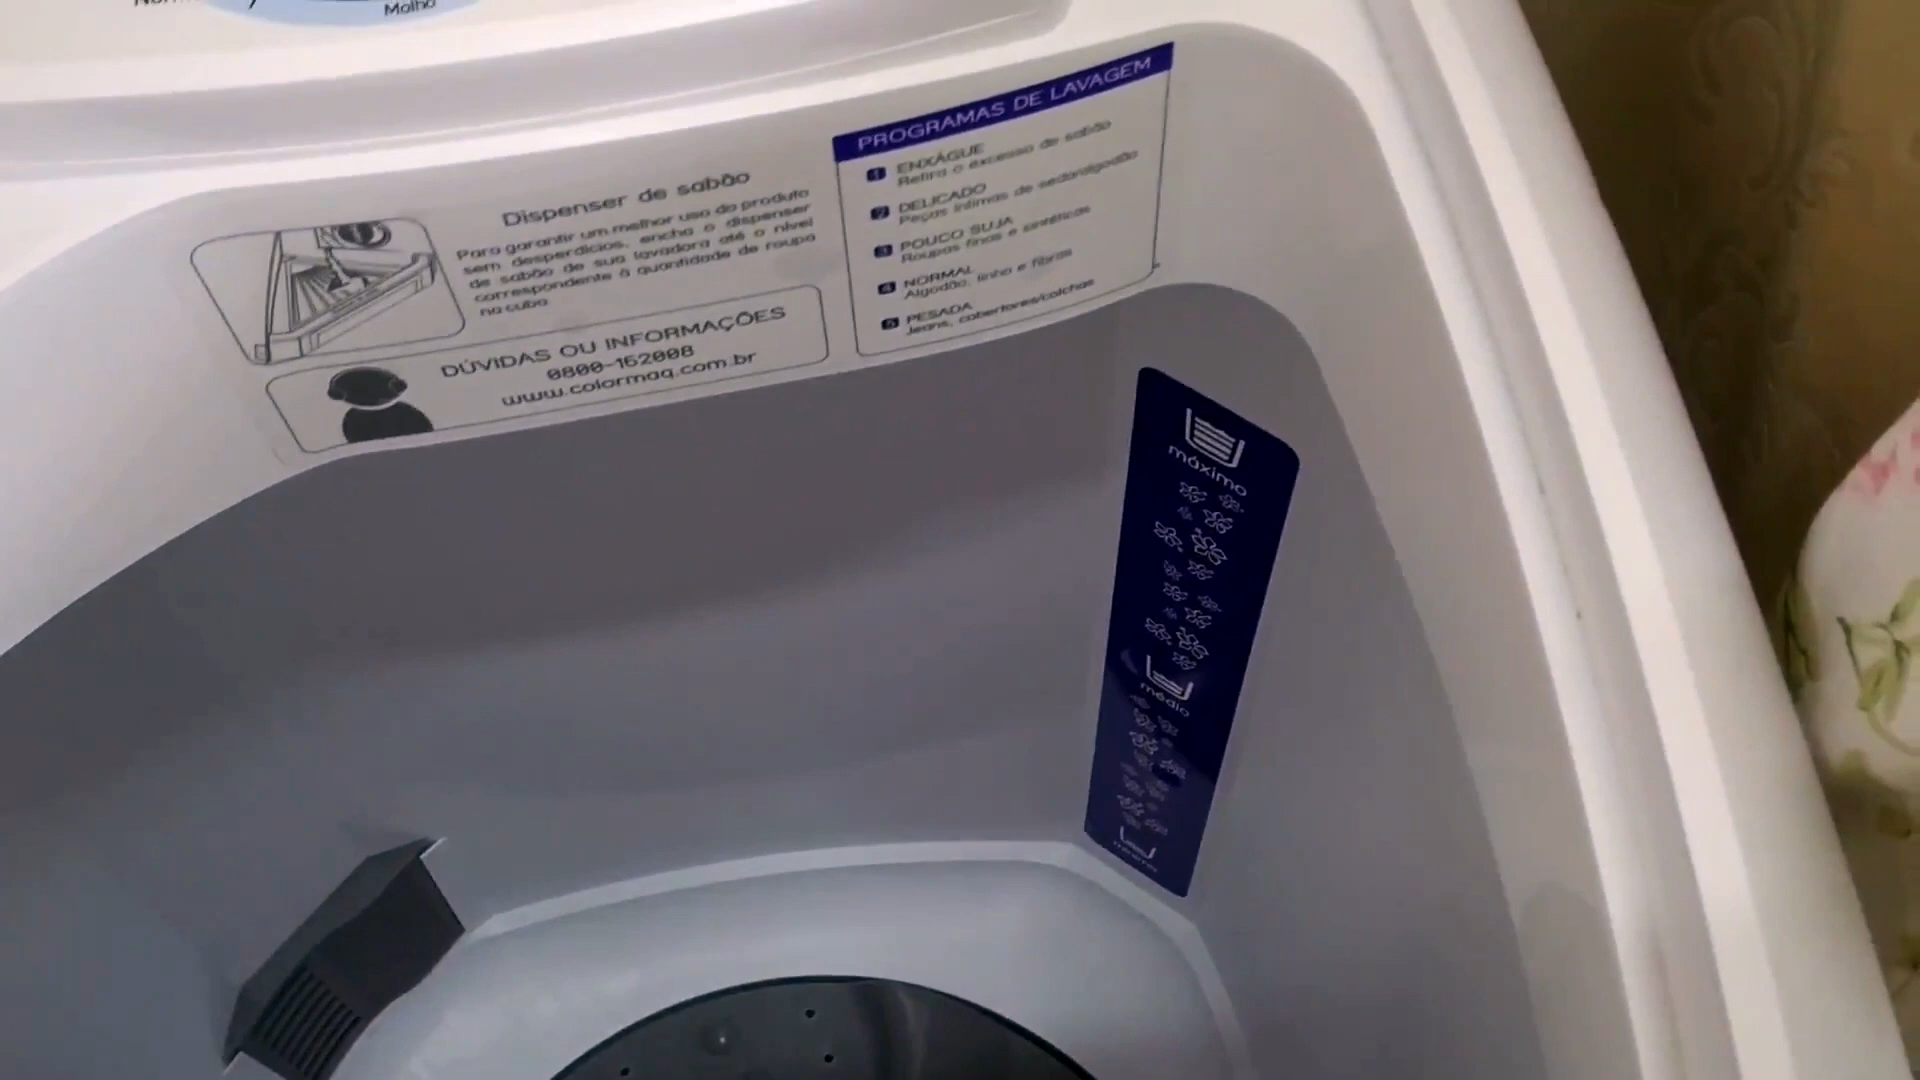 Molho
Dispenser de sabão
Para garantir um melhor uso do produto
sem desperdícios, encha o dispenser
de sabão de sua lavadora até o nível
correspondente à quantidade de roupa
no cuba
DÚVIDAS OU INFORMAÇÕES
0800-162008
www.colormaq.com.br
PROGRAMAS DE LAVAGEM
1 ENXÁGUE
Retira o excesso de sabão
2 DELICADO
Peças íntimas de seda/algodão
3 POUCO SUJA
Roupas finas e sintéticas
4 NORMAL
Algodão, linho e fibras
5 PESADA
Jeans, cobertores/colchas
máximo
médio